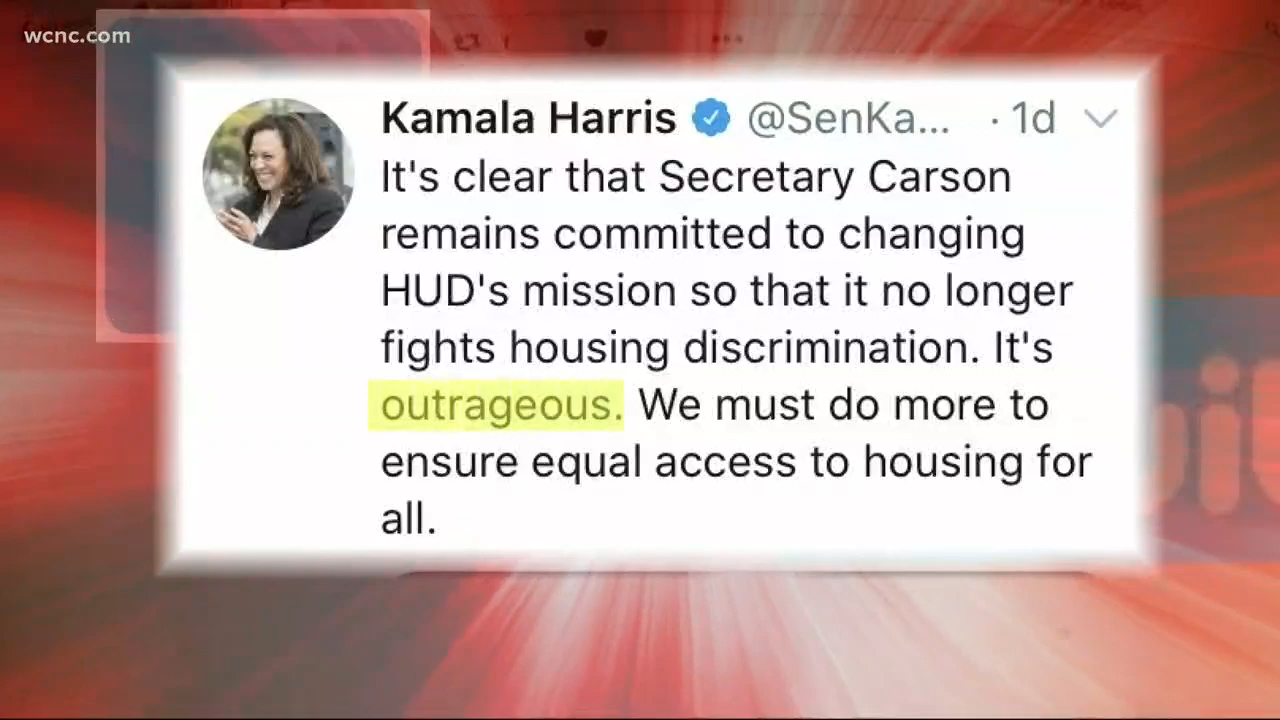 wcnc.com
Kamala Harris @SenKa... · 1d
It's clear that Secretary Carson
remains committed to changing
HUD's mission so that it no longer
fights housing discrimination. It's
outrageous. We must do more to
ensure equal access to housing for
all.